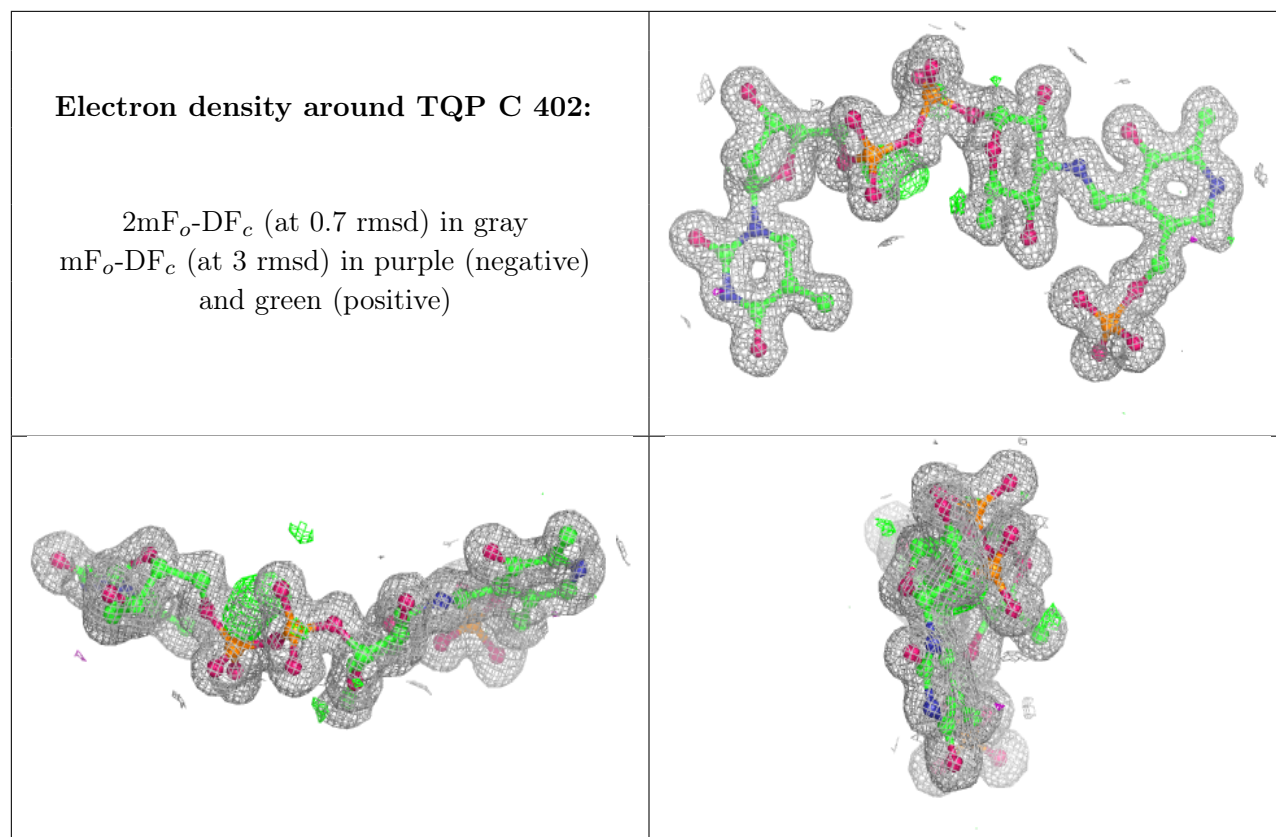 Electron density around TQP C 402:
2mFo-DFc (at 0.7 rmsd) in gray
mFo-DFc (at 3 rmsd) in purple (negative)
and green (positive)